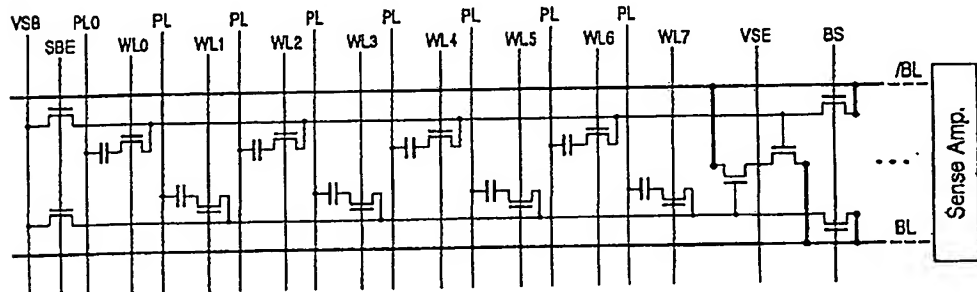 VSB PL0 PL PL PL PL PL PL PL
SBE WL0 WL1 WL2 WL3 WL4 WL5 WL6 WL7 VSE BS
/BL
BL
Sense Amp.